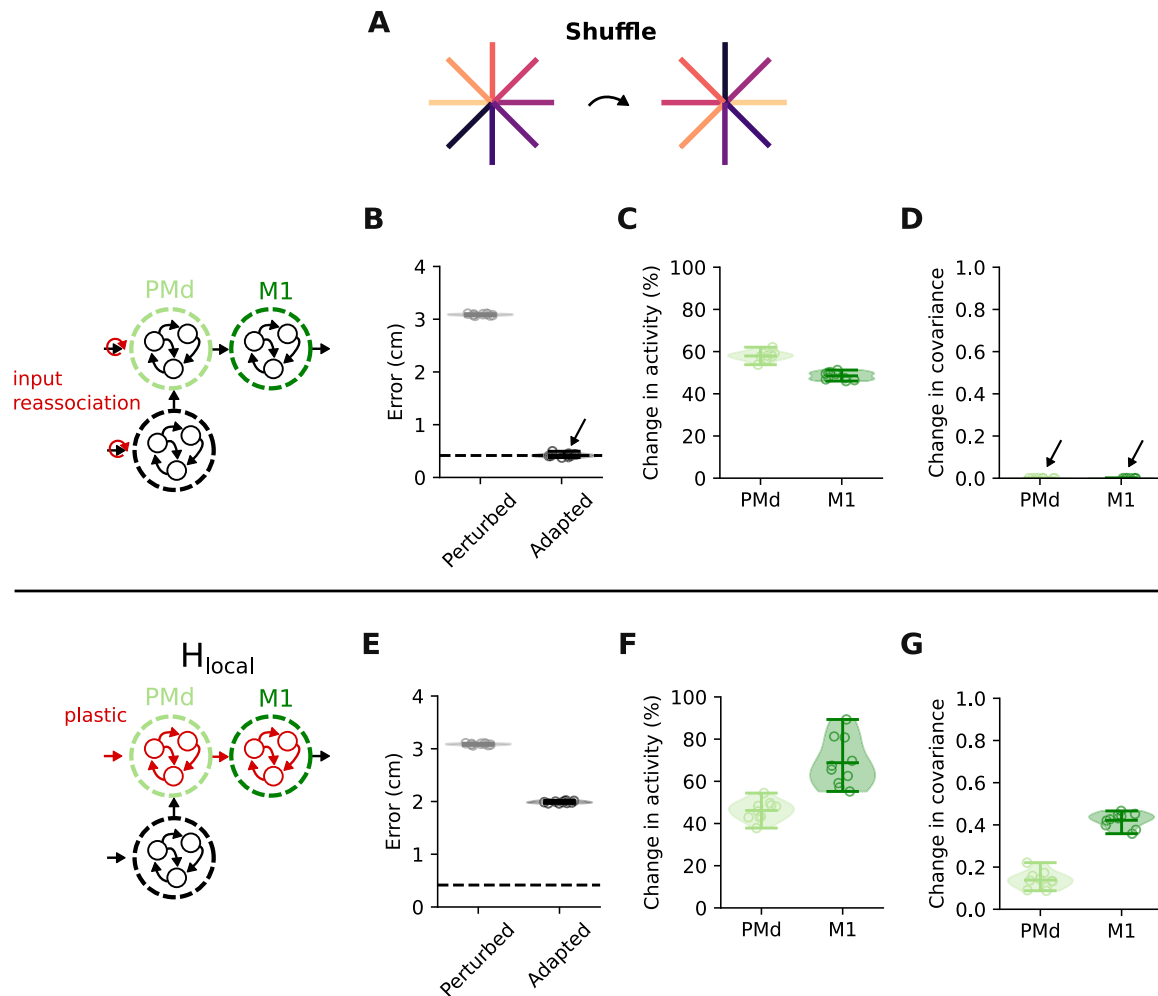 A
Shuffle
PMd
M1
input
reassociation
B
Error (cm)
4
3
2
1
0
Perturbed
Adapted
C
Change in activity (%)
100
80
60
40
20
0
PMd
M1
D
Change in covariance
1.0
0.8
0.6
0.4
0.2
0.0
PMd
M1
H_local
PMd
M1
plastic
E
Error (cm)
4
3
2
1
0
Perturbed
Adapted
F
Change in activity (%)
100
80
60
40
20
0
PMd
M1
G
Change in covariance
1.0
0.8
0.6
0.4
0.2
0.0
PMd
M1